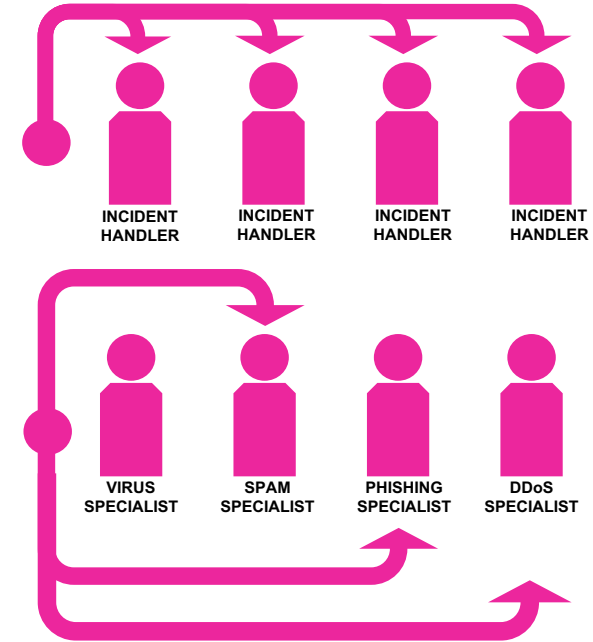 INCIDENT HANDLER
INCIDENT HANDLER
INCIDENT HANDLER
INCIDENT HANDLER
VIRUS SPECIALIST
SPAM SPECIALIST
PHISHING SPECIALIST
DDoS SPECIALIST